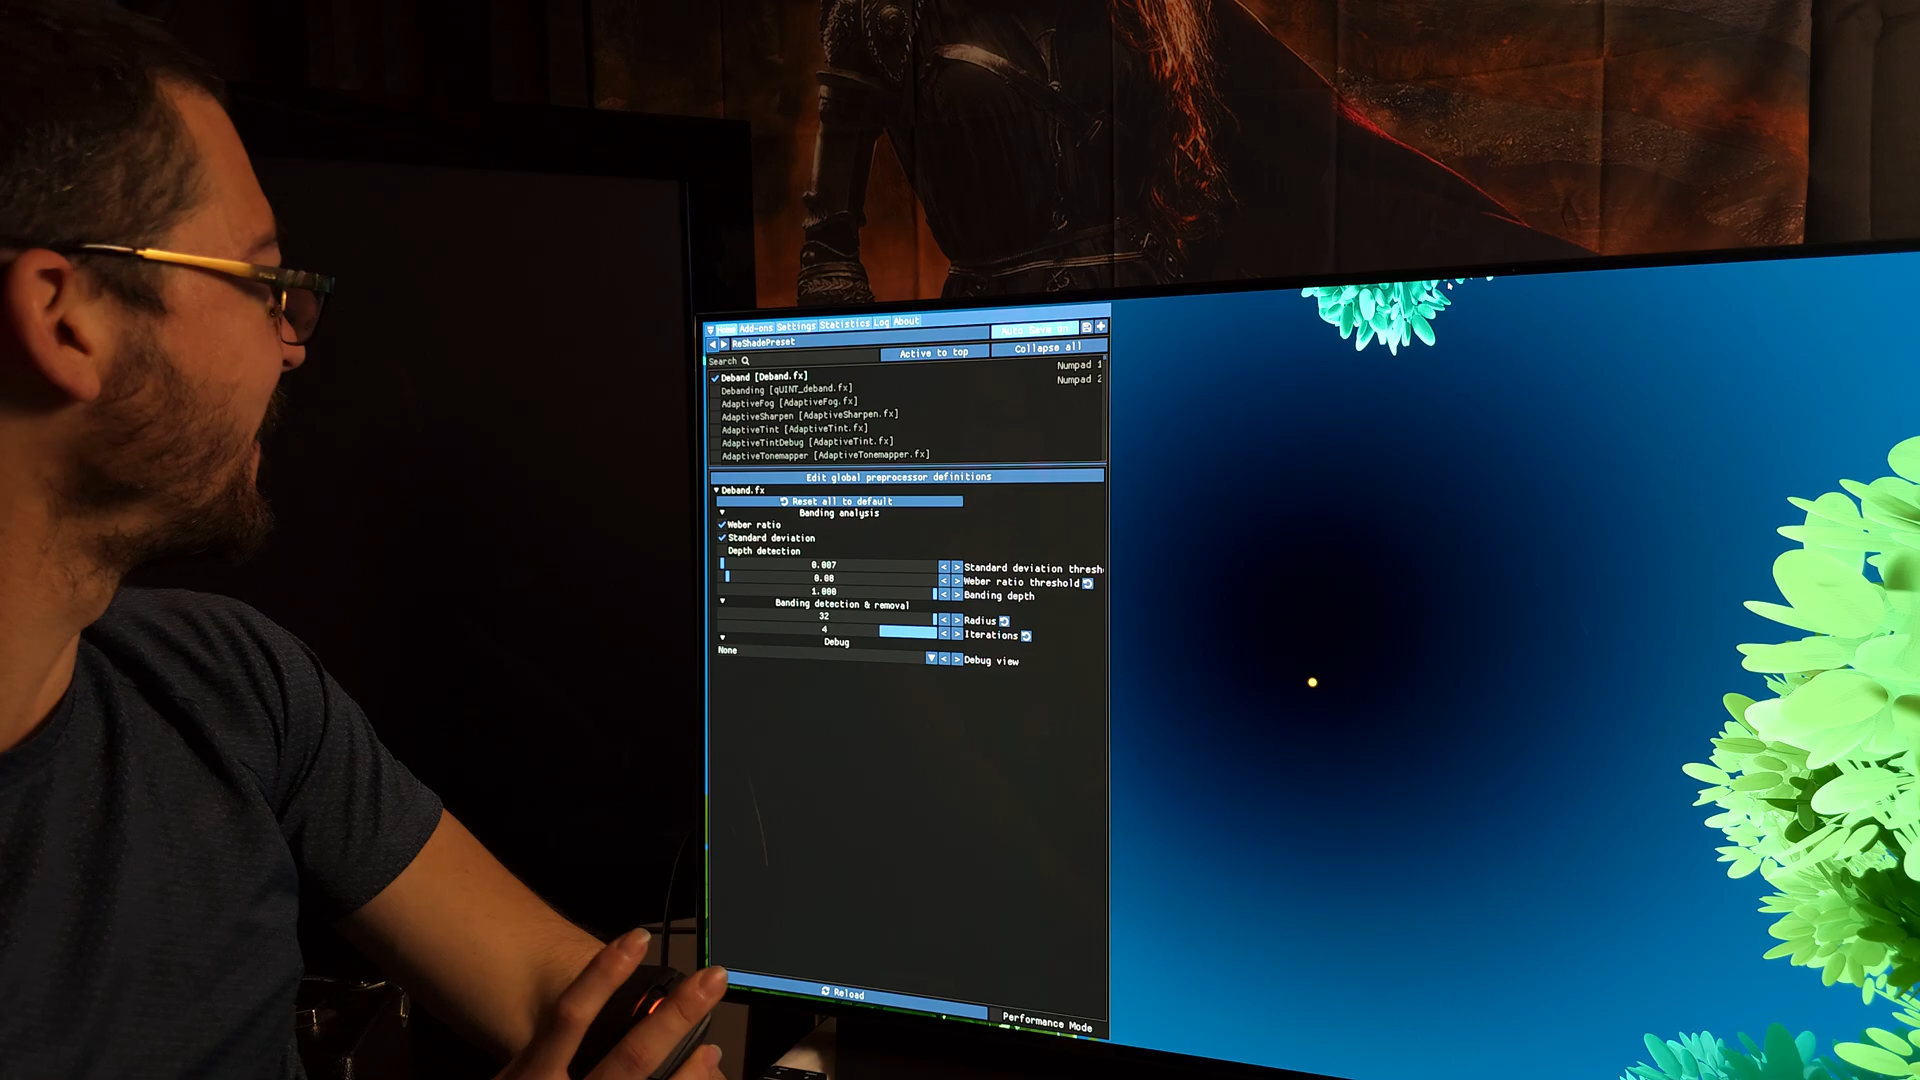 Home Add-ons Settings Statistics Log About
ReShadePreset
Auto Save on
Search
Active to top
Collapse all
Deband [Deband.fx]
Numpad 1
Debanding [qUINT_deband.fx]
Numpad 2
AdaptiveFog [AdaptiveFog.fx]
AdaptiveSharpen [AdaptiveSharpen.fx]
AdaptiveTint [AdaptiveTint.fx]
AdaptiveTintDebug [AdaptiveTint.fx]
AdaptiveTonemapper [AdaptiveTonemapper.fx]
Edit global preprocessor definitions
Deband.fx
Reset all to default
Banding analysis
Weber ratio
Standard deviation
Depth detection
0.007 < > Standard deviation thresh
0.08 < > Weber ratio threshold
1.000 < > Banding depth
Banding detection & removal
32 < > Radius
4 < > Iterations
Debug
None < > Debug view
Reload
Performance Mode